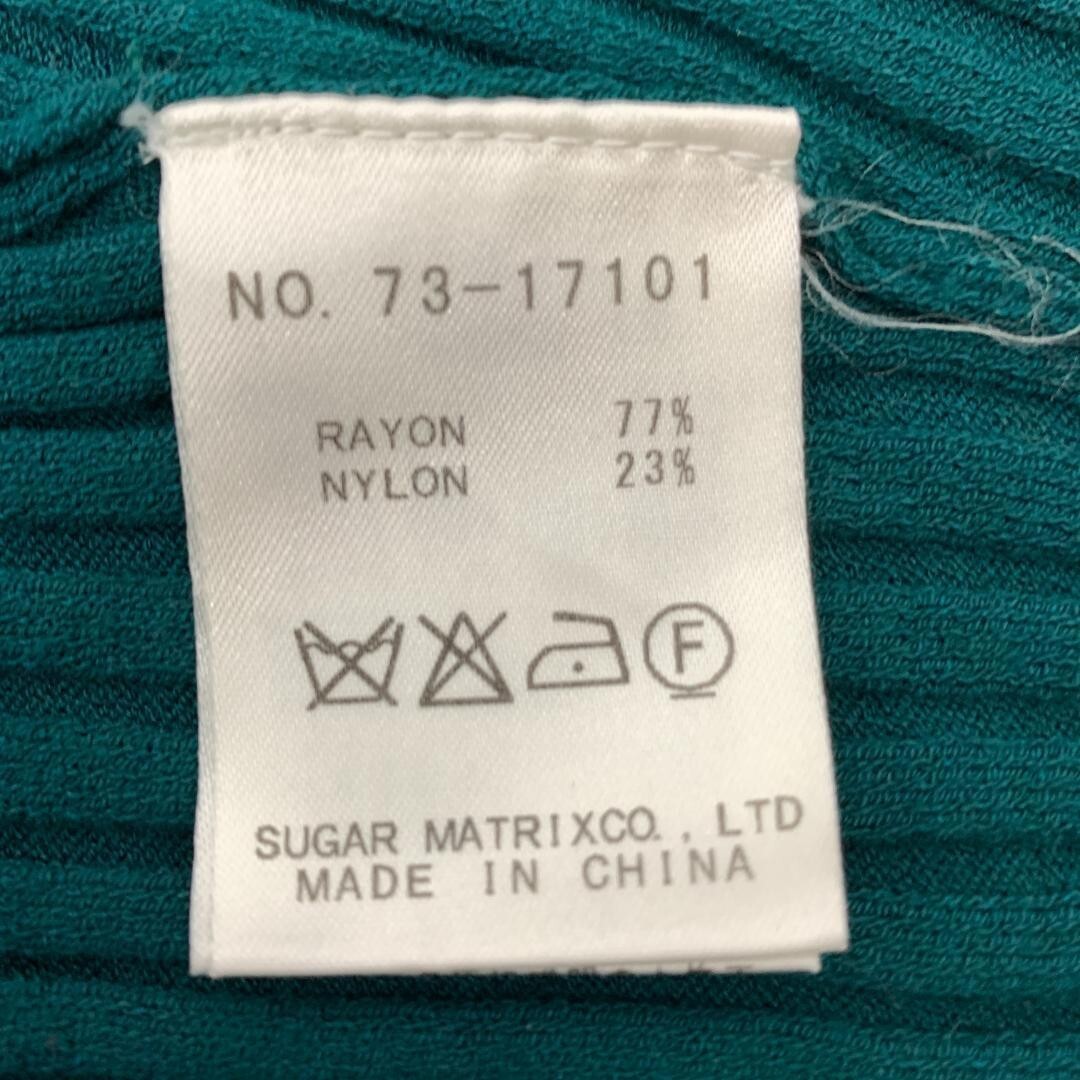 NO. 73-17101
RAYON 77%
NYLON 23%
F
SUGAR MATRIXCO., LTD
MADE IN CHINA